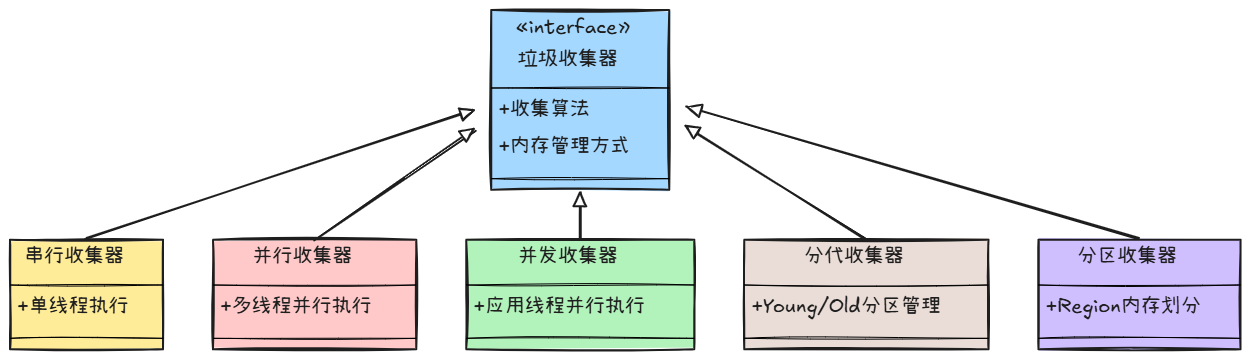 «interface»
垃圾收集器
+收集算法
+内存管理方式
串行收集器
+单线程执行
并行收集器
+多线程并行执行
并发收集器
+应用线程并行执行
分代收集器
+Young/Old分区管理
分区收集器
+Region内存划分